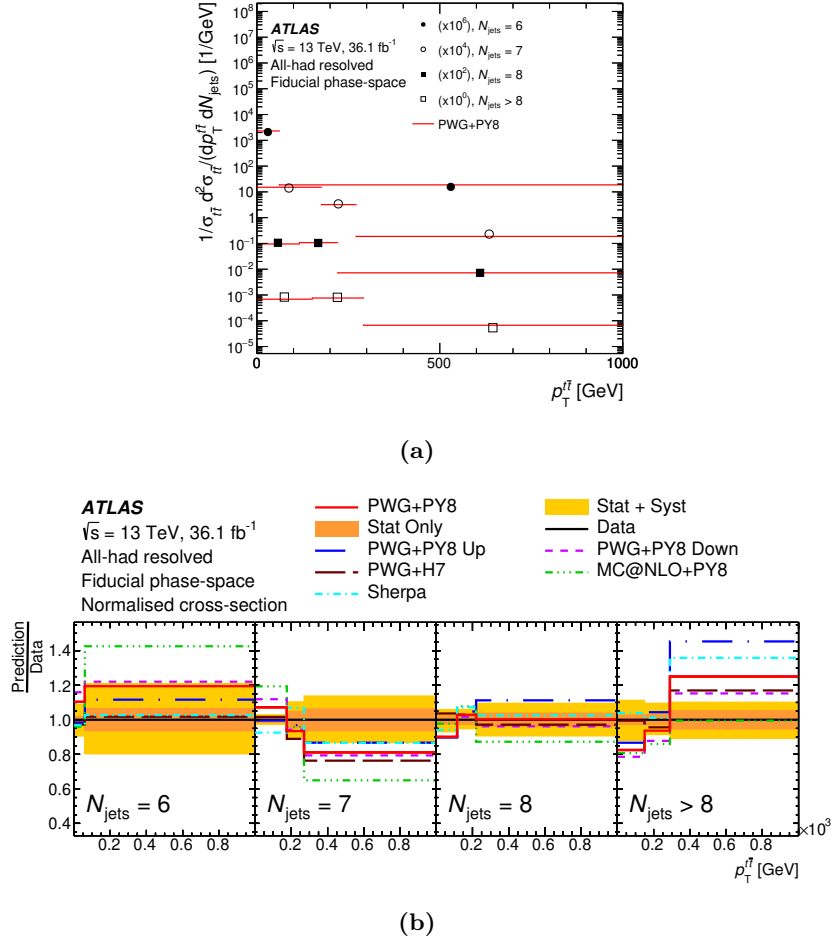 ATLAS
√s = 13 TeV, 36.1 fb⁻¹
All-had resolved
Fiducial phase-space
(x10⁶), N_jets = 6
(x10⁴), N_jets = 7
(x10²), N_jets = 8
(x10⁰), N_jets > 8
PWG+PY8
1/σ_tt̄ d²σ_tt̄/(dp_T^tt̄ dN_jets) [1/GeV]
10⁸
10⁷
10⁶
10⁵
10⁴
10³
10²
10
1
10⁻¹
10⁻²
10⁻³
10⁻⁴
10⁻⁵
0 500 1000
p_T^tt̄ [GeV]
(a)
ATLAS
√s = 13 TeV, 36.1 fb⁻¹
All-had resolved
Fiducial phase-space
Normalised cross-section
PWG+PY8
Stat Only
PWG+PY8 Up
PWG+H7
Sherpa
Stat + Syst
Data
PWG+PY8 Down
MC@NLO+PY8
Prediction
Data
1.4
1.2
1.0
0.8
0.6
0.4
N_jets = 6
N_jets = 7
N_jets = 8
N_jets > 8
0.2 0.4 0.6 0.8 0.2 0.4 0.6 0.8 0.2 0.4 0.6 0.8 0.2 0.4 0.6 0.8
×10³
p_T^tt̄ [GeV]
(b)